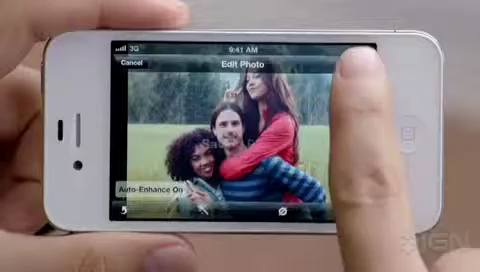 3G
9:41 AM
Cancel
Edit Photo
Auto-Enhance On
IGN